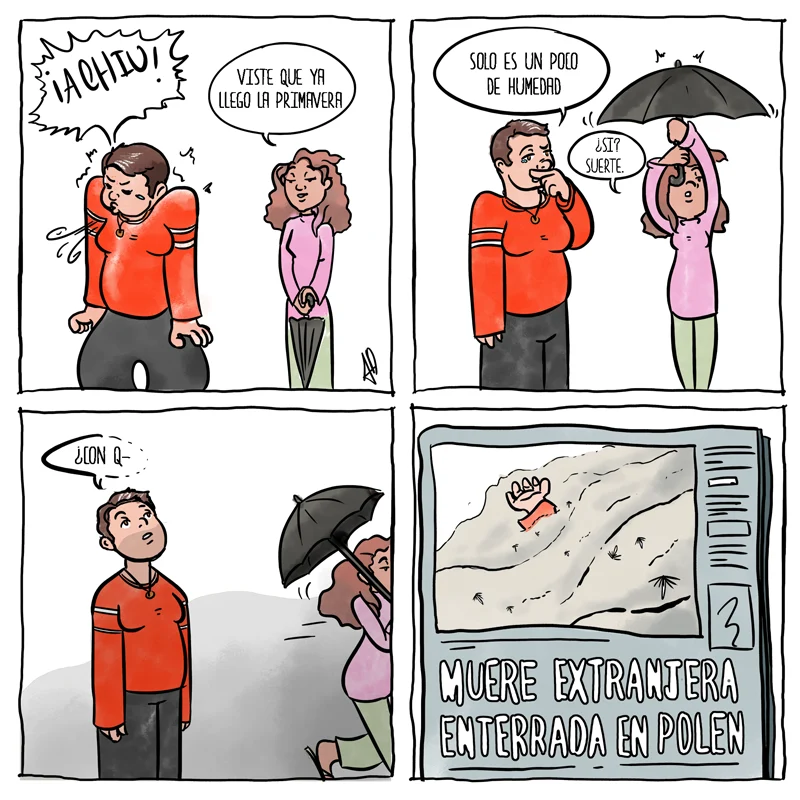 ¡ACHIU!
VISTE QUE YA
LLEGO LA PRIMAVERA
SOLO ES UN POCO
DE HUMEDAD
¿SI?
SUERTE.
¿CON Q-
MUERE EXTRANJERA
ENTERRADA EN POLEN